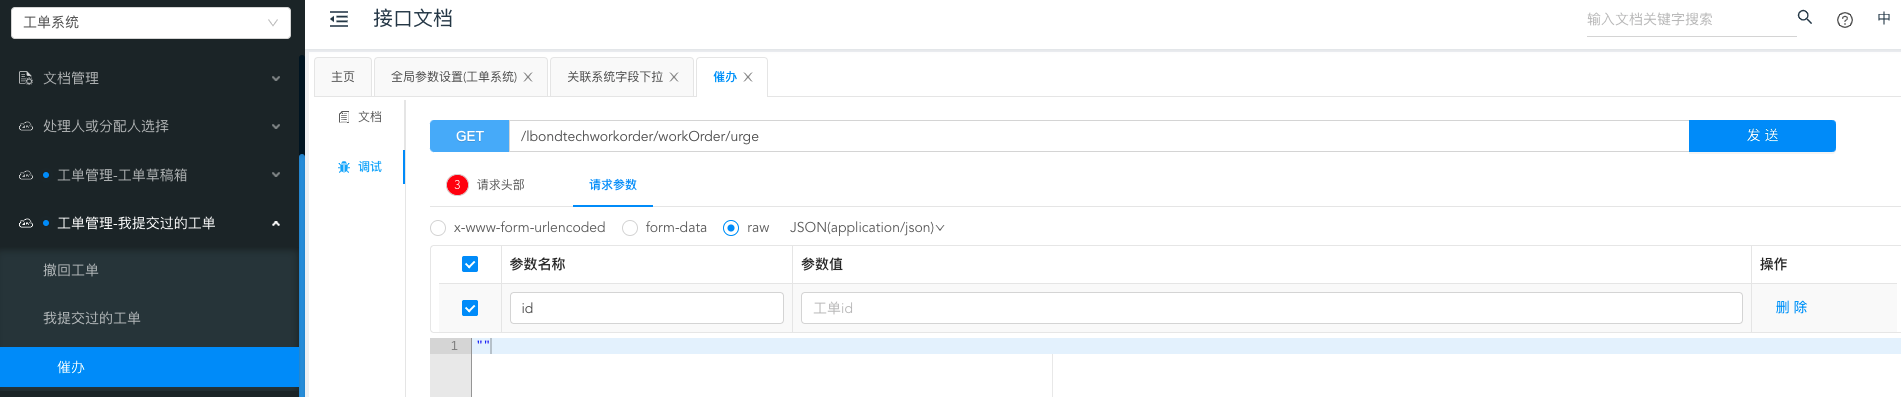 工单系统
接口文档
输入文档关键字搜索
中
文档管理
处理人或分配人选择
工单管理-工单草稿箱
工单管理-我提交过的工单
撤回工单
我提交过的工单
催办
主页
全局参数设置(工单系统)
关联系统字段下拉
催办
文档
调试
GET
/lbondtechworkorder/workOrder/urge
发 送
3
请求头部
请求参数
x-www-form-urlencoded
form-data
raw
JSON(application/json)
参数名称
参数值
操作
id
工单id
删 除
1
""